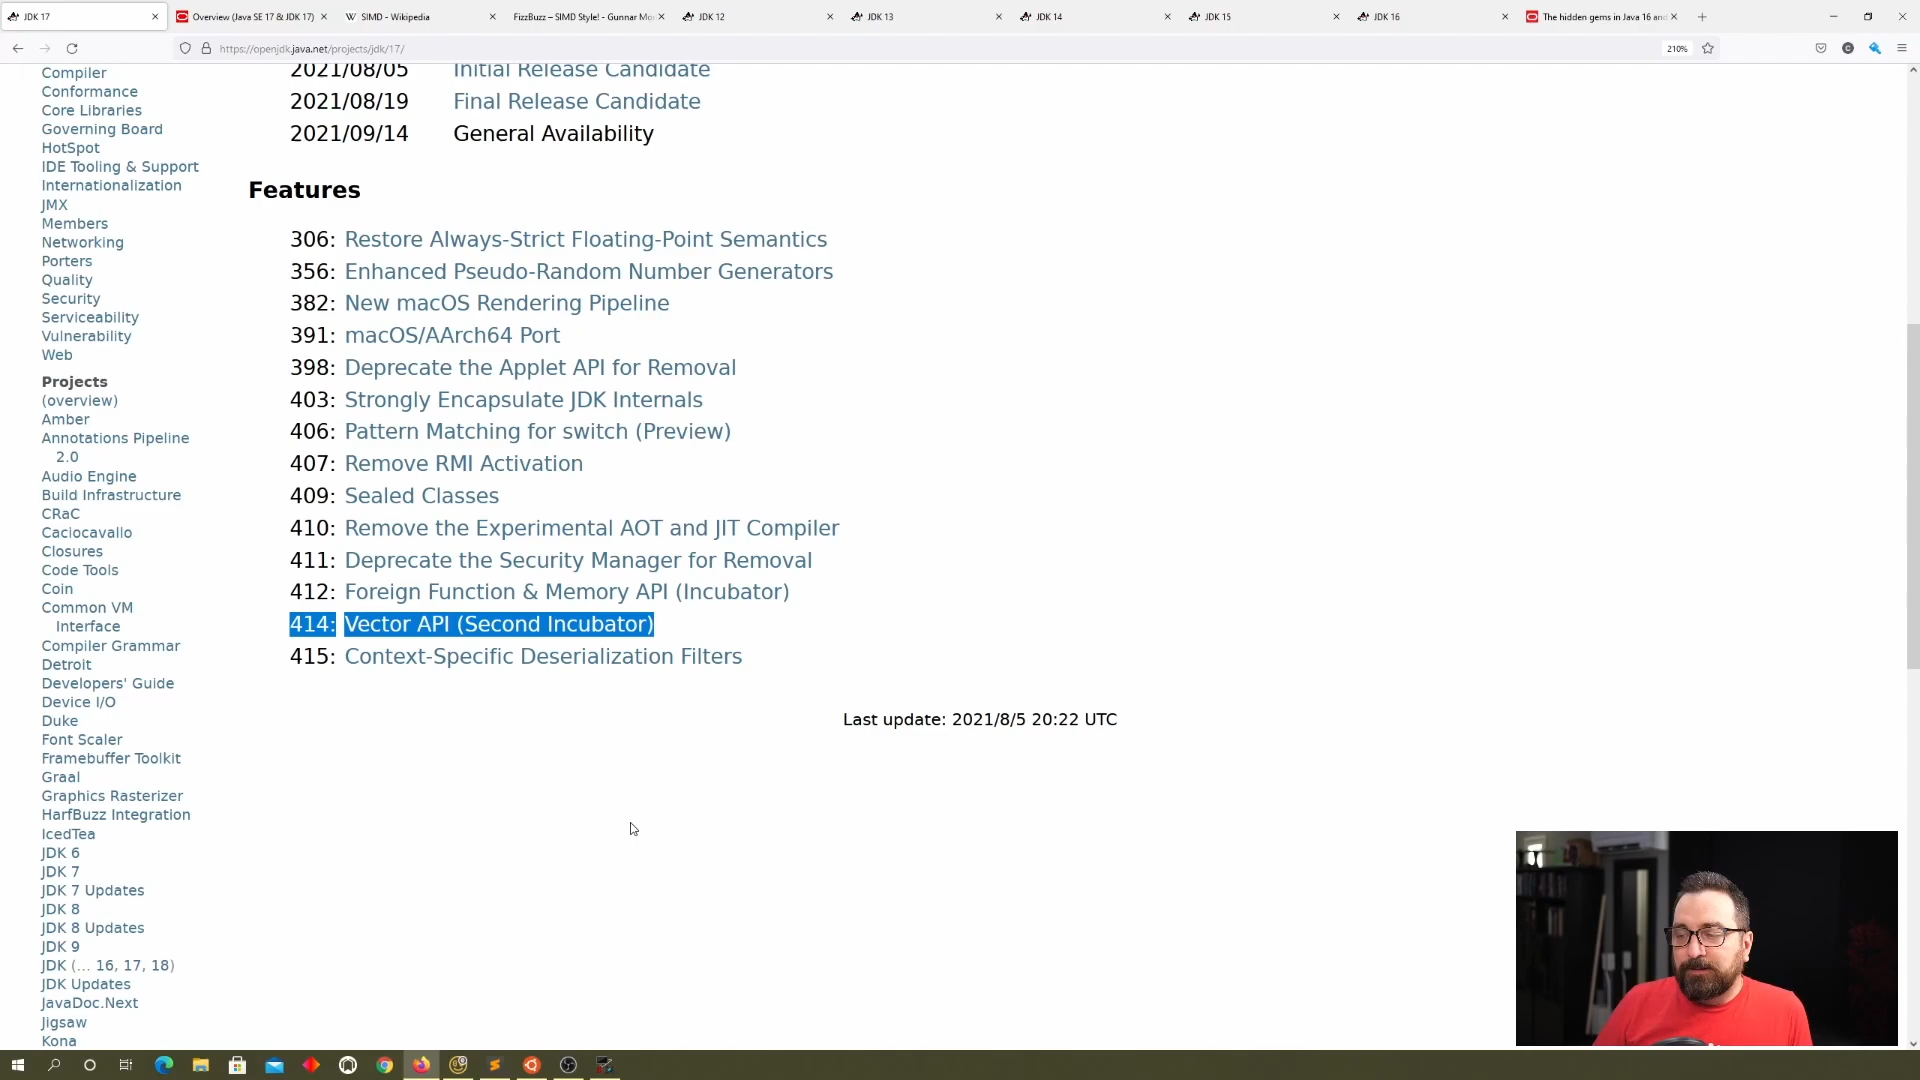 JDK 17
Overview (Java SE 17 & JDK 17)
SIMD - Wikipedia
FizzBuzz – SIMD Style! - Gunnar Mo
JDK 12
JDK 13
JDK 14
JDK 15
JDK 16
The hidden gems in Java 16 and
https://openjdk.java.net/projects/jdk/17/
210%
Compiler
Conformance
Core Libraries
Governing Board
HotSpot
IDE Tooling & Support
Internationalization
JMX
Members
Networking
Porters
Quality
Security
Serviceability
Vulnerability
Web
Projects
(overview)
Amber
Annotations Pipeline
2.0
Audio Engine
Build Infrastructure
CRaC
Caciocavallo
Closures
Code Tools
Coin
Common VM
Interface
Compiler Grammar
Detroit
Developers' Guide
Device I/O
Duke
Font Scaler
Framebuffer Toolkit
Graal
Graphics Rasterizer
HarfBuzz Integration
IcedTea
JDK 6
JDK 7
JDK 7 Updates
JDK 8
JDK 8 Updates
JDK 9
JDK (... 16, 17, 18)
JDK Updates
JavaDoc.Next
Jigsaw
Kona
2021/08/05 Initial Release Candidate
2021/08/19 Final Release Candidate
2021/09/14 General Availability
Features
306: Restore Always-Strict Floating-Point Semantics
356: Enhanced Pseudo-Random Number Generators
382: New macOS Rendering Pipeline
391: macOS/AArch64 Port
398: Deprecate the Applet API for Removal
403: Strongly Encapsulate JDK Internals
406: Pattern Matching for switch (Preview)
407: Remove RMI Activation
409: Sealed Classes
410: Remove the Experimental AOT and JIT Compiler
411: Deprecate the Security Manager for Removal
412: Foreign Function & Memory API (Incubator)
414: Vector API (Second Incubator)
415: Context-Specific Deserialization Filters
Last update: 2021/8/5 20:22 UTC